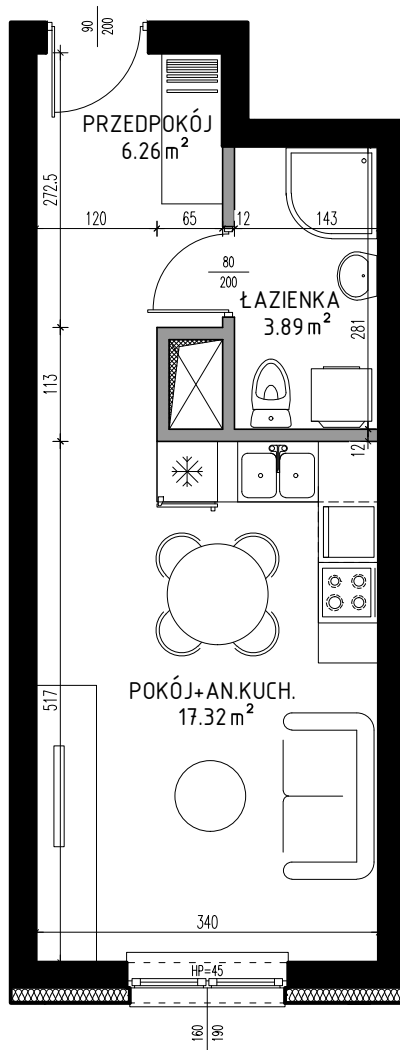 90
200
PRZEDPOKÓJ
6.26 m²
272.5
120
65
12
143
80
200
ŁAZIENKA
3.89 m²
281
113
12
POKÓJ+AN.KUCH.
17.32 m²
517
340
HP=45
160
190